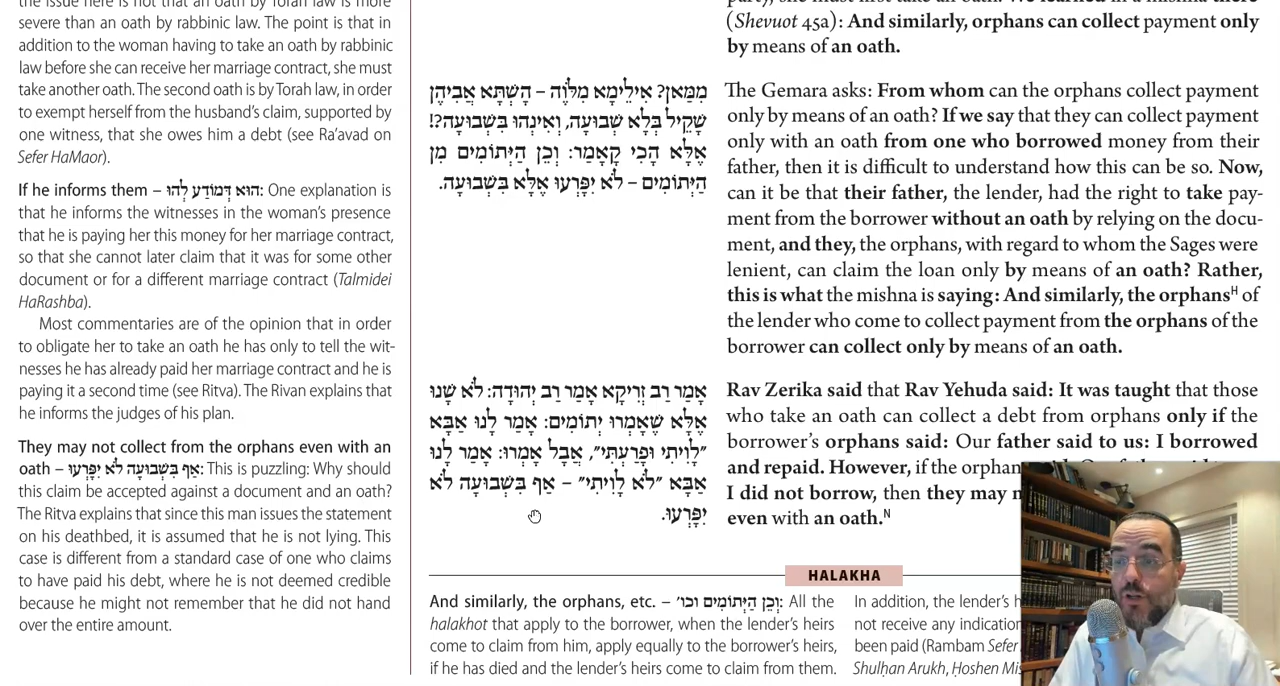 the issue here is not that an oath by Torah law is more
severe than an oath by rabbinic law. The point is that in
addition to the woman having to take an oath by rabbinic
law before she can receive her marriage contract, she must
take another oath. The second oath is by Torah law, in order
to exempt herself from the husband's claim, supported by
one witness, that she owes him a debt (see Ra'avad on
Sefer HaMaor).
If he informs them – הוּא דְּמוֹדַע לְהוּ: One explanation is
that he informs the witnesses in the woman's presence
that he is paying her this money for her marriage contract,
so that she cannot later claim that it was for some other
document or for a different marriage contract (Talmidei
HaRashba).
Most commentaries are of the opinion that in order
to obligate her to take an oath he has only to tell the wit-
nesses he has already paid her marriage contract and he is
paying it a second time (see Ritva). The Rivan explains that
he informs the judges of his plan.
They may not collect from the orphans even with an
oath – אַף בִּשְׁבוּעָה לֹא יִפָּרְעוּ: This is puzzling: Why should
this claim be accepted against a document and an oath?
The Ritva explains that since this man issues the statement
on his deathbed, it is assumed that he is not lying. This
case is different from a standard case of one who claims
to have paid his debt, where he is not deemed credible
because he might not remember that he did not hand
over the entire amount.
מִמַּאן? אִילֵּימָא מִלֹּוֶה – הָשְׁתָּא אֲבִיהֶן
שָׁקֵיל בְּלָא שְׁבוּעָה, וְאִינְהוּ בִּשְׁבוּעָה?!
אֶלָּא הָכִי קָאָמַר: וְכֵן הַיְּתוֹמִים מִן
הַיְּתוֹמִים – לֹא יִפָּרְעוּ אֶלָּא בִּשְׁבוּעָה.
אָמַר רַב זְרִיקָא אָמַר רַב יְהוּדָה: לֹא שָׁנוּ
אֶלָּא שֶׁאָמְרוּ יְתוֹמִים: אָמַר לָנוּ אַבָּא
״לָוִיתִי וּפָרַעְתִּי״, אֲבָל אָמְרוּ: אָמַר לָנוּ
אַבָּא ״לֹא לָוִיתִי״ – אַף בִּשְׁבוּעָה לֹא
יִפָּרְעוּ.
(Shevuot 45a): And similarly, orphans can collect payment only
by means of an oath.
The Gemara asks: From whom can the orphans collect payment
only by means of an oath? If we say that they can collect payment
only with an oath from one who borrowed money from their
father, then it is difficult to understand how this can be so. Now,
can it be that their father, the lender, had the right to take pay-
ment from the borrower without an oath by relying on the docu-
ment, and they, the orphans, with regard to whom the Sages were
lenient, can claim the loan only by means of an oath? Rather,
this is what the mishna is saying: And similarly, the orphansᴴ of
the lender who come to collect payment from the orphans of the
borrower can collect only by means of an oath.
Rav Zerika said that Rav Yehuda said: It was taught that those
who take an oath can collect a debt from orphans only if the
borrower's orphans said: Our father said to us: I borrowed
and repaid. However, if the orphan
I did not borrow, then they may
even with an oath.ᴺ
HALAKHA
And similarly, the orphans, etc. – וְכֵן הַיְּתוֹמִים וכו׳: All the
halakhot that apply to the borrower, when the lender's heirs
come to claim from him, apply equally to the borrower's heirs,
if he has died and the lender's heirs come to claim from them.
In addition, the lender's
not receive any indication
been paid (Rambam Sefer
Shulḥan Arukh, Ḥoshen